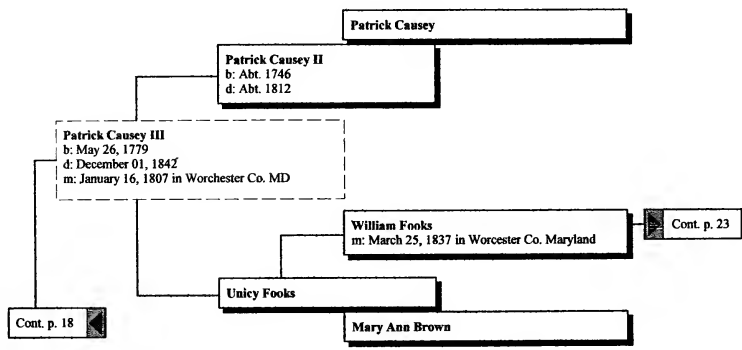 Patrick Causey
Patrick Causey II
b: Abt. 1746
d: Abt. 1812
Patrick Causey III
b: May 26, 1779
d: December 01, 1842
m: January 16, 1807 in Worchester Co. MD
William Fooks
m: March 25, 1837 in Worcester Co. Maryland
Cont. p. 23
Unicy Fooks
Cont. p. 18
Mary Ann Brown